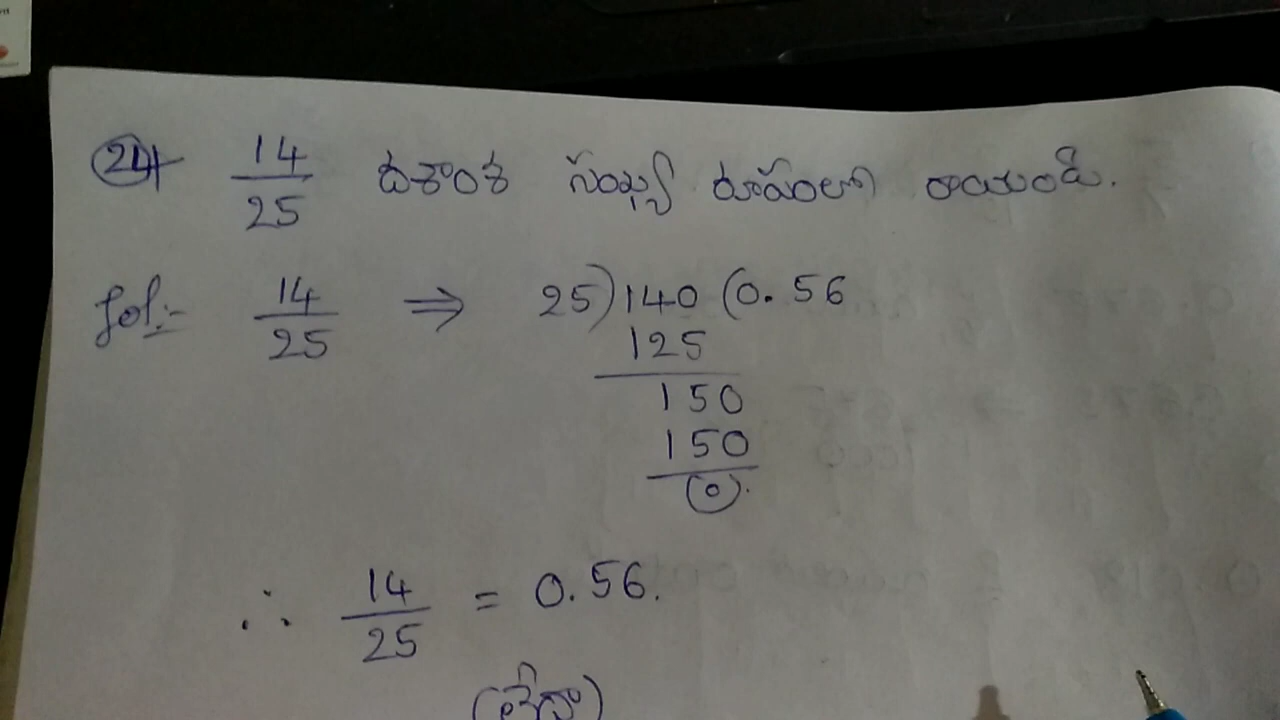 24 14/25 దశాంశ సంఖ్య రూపంలో రాయండి.
Sol:- 14/25 ⇒ 25)140(0.56
125
150
150
0
∴ 14/25 = 0.56.
(లేదా)